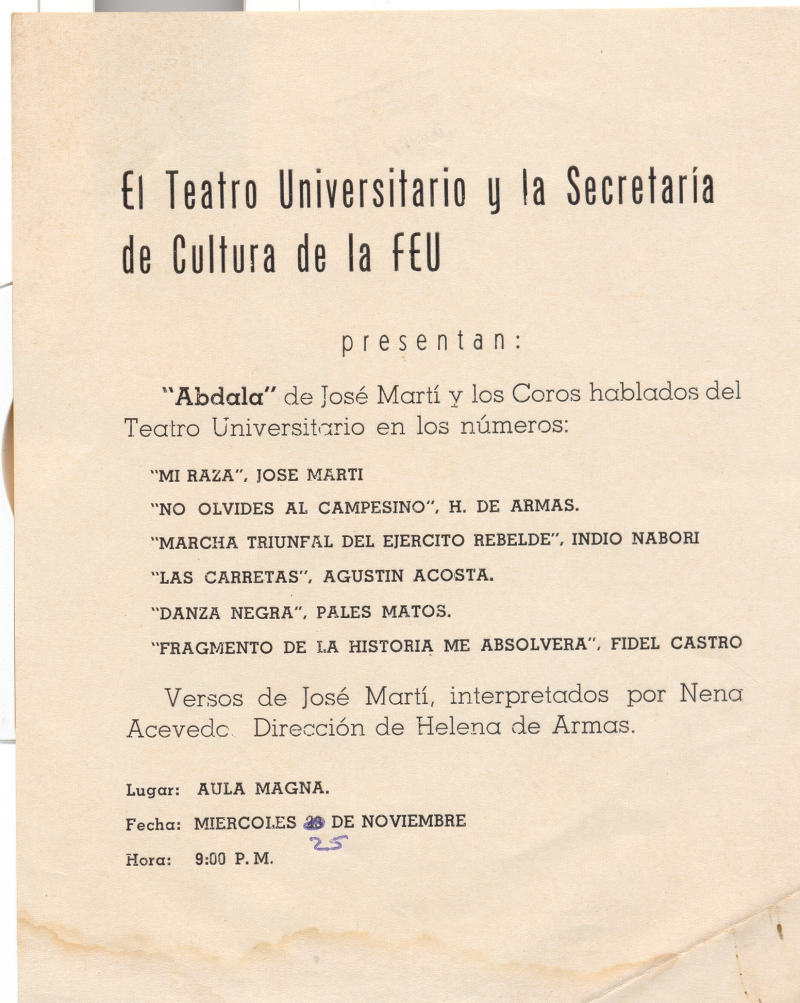 El Teatro Universitario y la Secretaría
de Cultura de la FEU
presentan:
"Abdala" de José Martí y los Coros hablados del
Teatro Universitario en los números:
"MI RAZA", JOSE MARTI
"NO OLVIDES AL CAMPESINO", H. DE ARMAS.
"MARCHA TRIUNFAL DEL EJERCITO REBELDE", INDIO NABORI
"LAS CARRETAS", AGUSTIN ACOSTA.
"DANZA NEGRA", PALES MATOS.
"FRAGMENTO DE LA HISTORIA ME ABSOLVERA", FIDEL CASTRO
Versos de José Martí, interpretados por Nena
Acevedo. Dirección de Helena de Armas.
Lugar: AULA MAGNA.
Fecha: MIERCOLES DE NOVIEMBRE
25
Hora: 9:00 P. M.